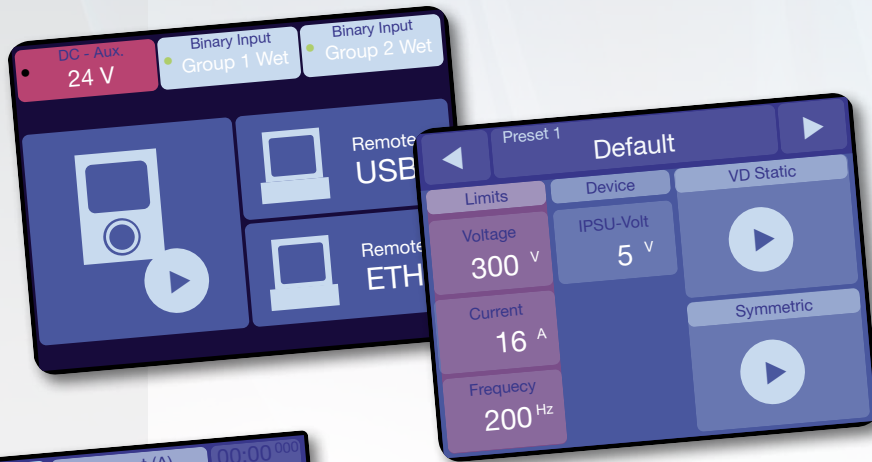 DC - Aux.
24 V
Binary Input
Group 1 Wet
Binary Input
Group 2 Wet
Remote
USB
Remote
ETH
Preset 1
Default
Limits
Device
VD Static
Voltage
300 V
IPSU-Volt
5 V
Current
16 A
Symmetric
Frequecy
200 Hz
(A)
00:00 000